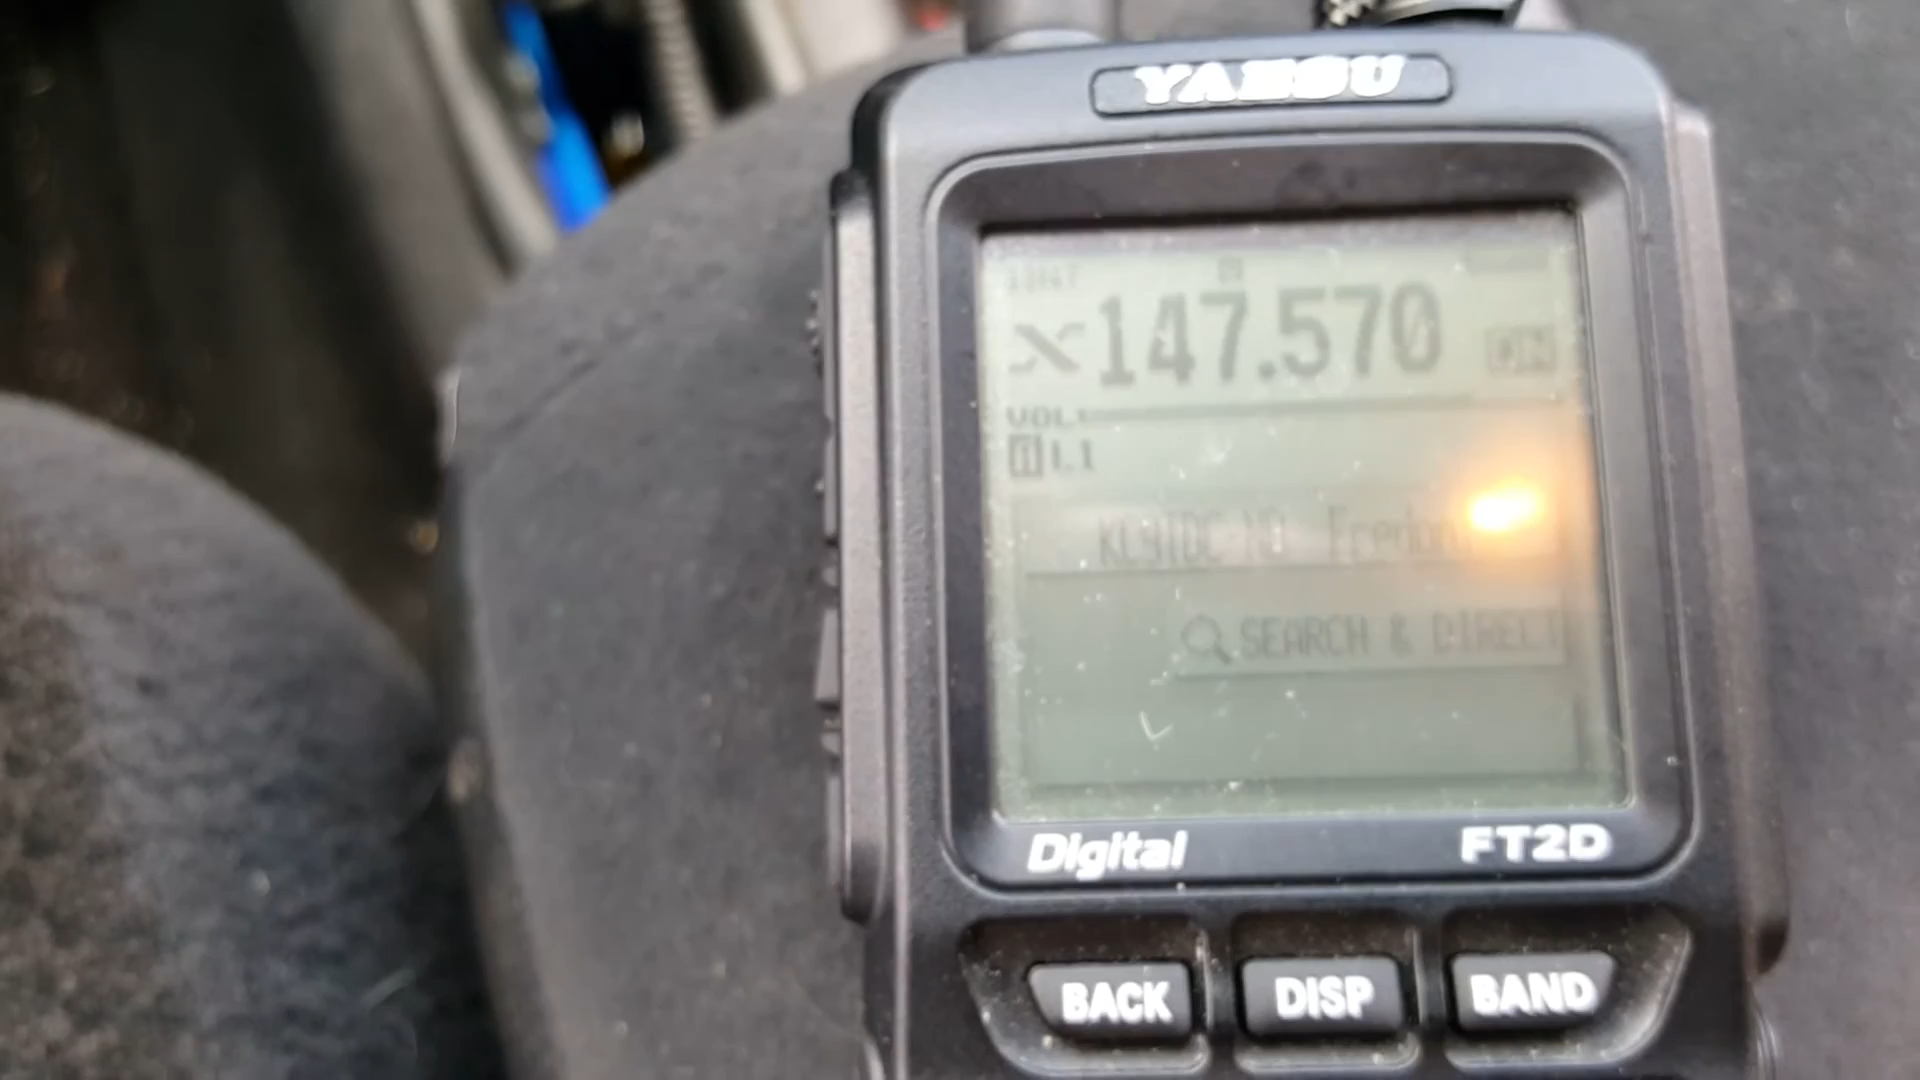 YAESU
147.570
VOL
SEARCH & DIRECT
Digital FT2D
BACK DISP BAND